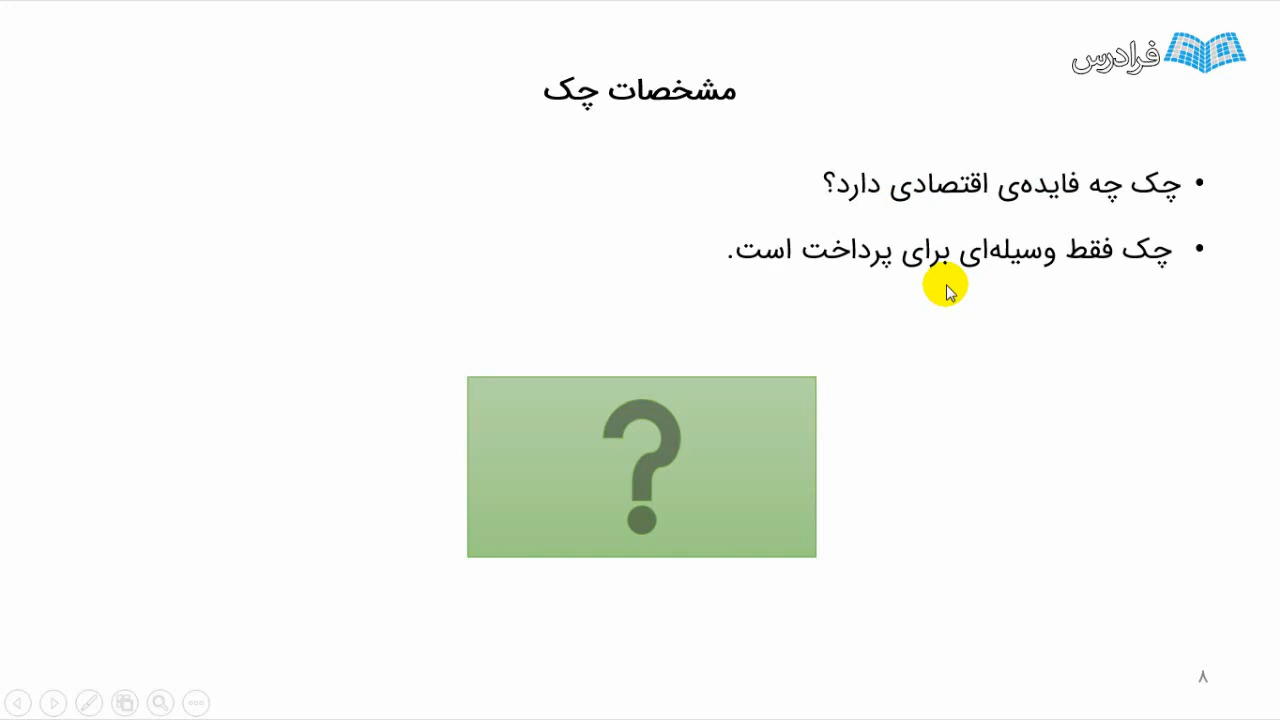 فرادرس
مشخصات چک
• چک چه فایده‌ی اقتصادی دارد؟
• چک فقط وسیله‌ای برای پرداخت است.
?
۸